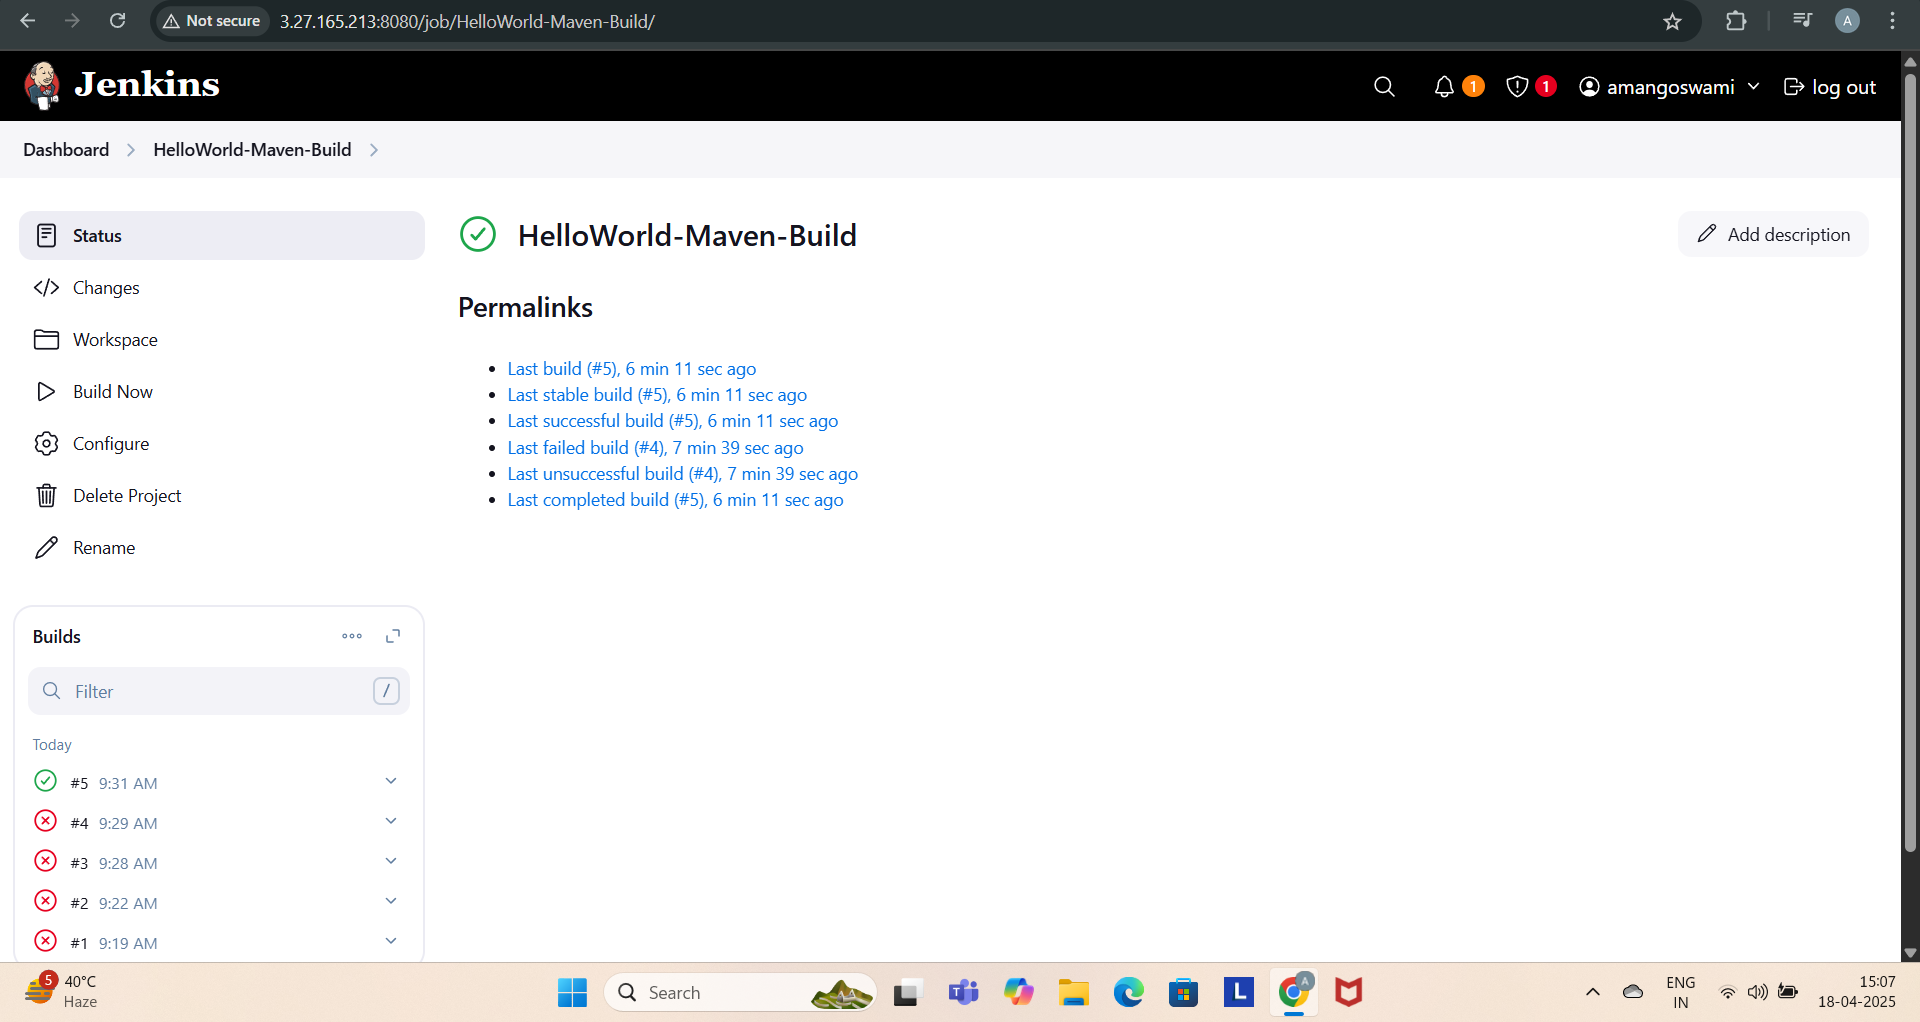 Not secure 3.27.165.213:8080/job/HelloWorld-Maven-Build/ A
Jenkins 1 1 amangoswami log out
Dashboard HelloWorld-Maven-Build
Status
Changes
Workspace
Build Now
Configure
Delete Project
Rename
HelloWorld-Maven-Build Add description
Permalinks
Last build (#5), 6 min 11 sec ago
Last stable build (#5), 6 min 11 sec ago
Last successful build (#5), 6 min 11 sec ago
Last failed build (#4), 7 min 39 sec ago
Last unsuccessful build (#4), 7 min 39 sec ago
Last completed build (#5), 6 min 11 sec ago
Builds
Filter /
Today
#5 9:31 AM
#4 9:29 AM
#3 9:28 AM
#2 9:22 AM
#1 9:19 AM
5 40°C
Haze
Search
T
L
A
ENG
IN
15:07
18-04-2025